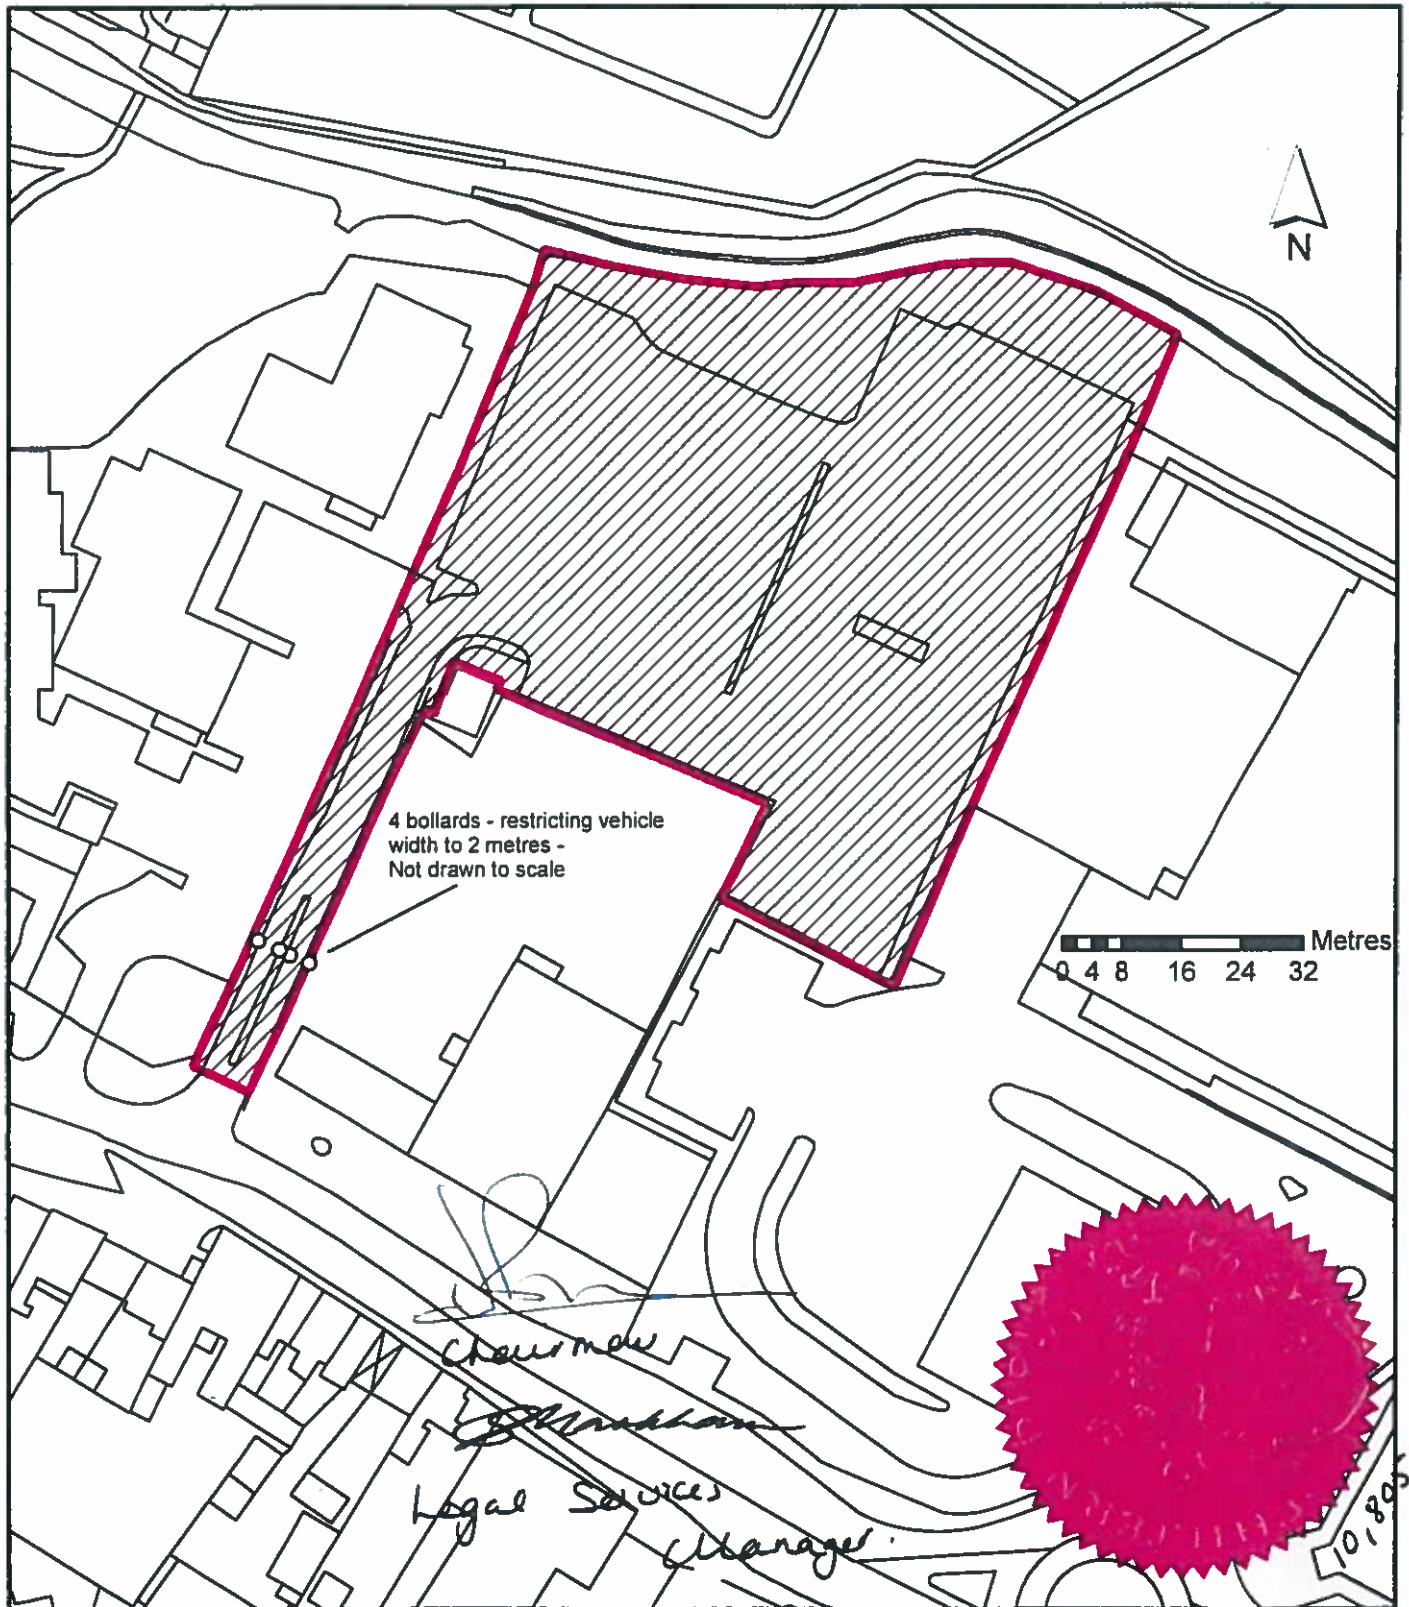 N
4 bollards - restricting vehicle
width to 2 metres -
Not drawn to scale
Metres
0 4 8 16 24 32
Chairman
Legal Services
Manager.